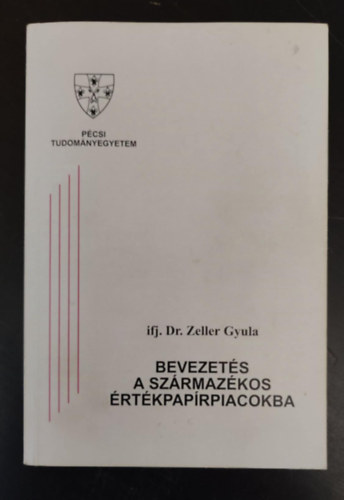 PÉCSI
TUDOMÁNYEGYETEM
ifj. Dr. Zeller Gyula
BEVEZETÉS
A SZÁRMAZÉKOS
ÉRTÉKPAPÍRPIACOKBA